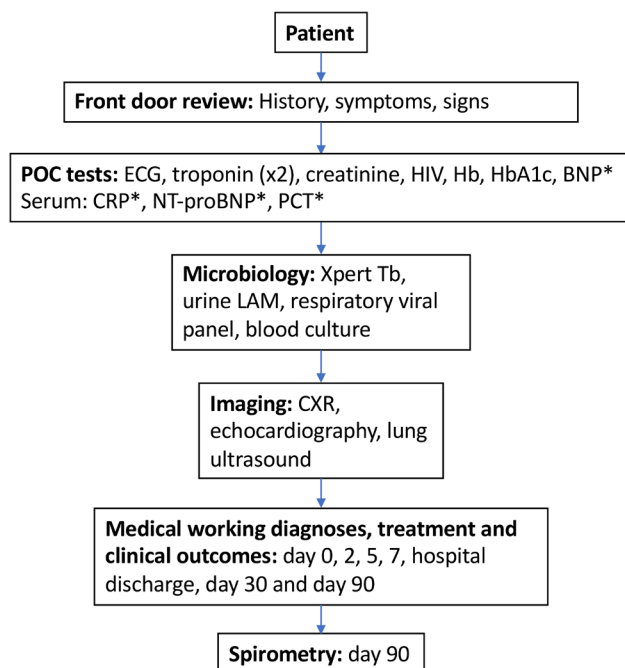 Patient
Front door review: History, symptoms, signs
POC tests: ECG, troponin (x2), creatinine, HIV, Hb, HbA1c, BNP*
Serum: CRP*, NT-proBNP*, PCT*
Microbiology: Xpert Tb,
urine LAM, respiratory viral
panel, blood culture
Imaging: CXR,
echocardiography, lung
ultrasound
Medical working diagnoses, treatment and
clinical outcomes: day 0, 2, 5, 7, hospital
discharge, day 30 and day 90
Spirometry: day 90